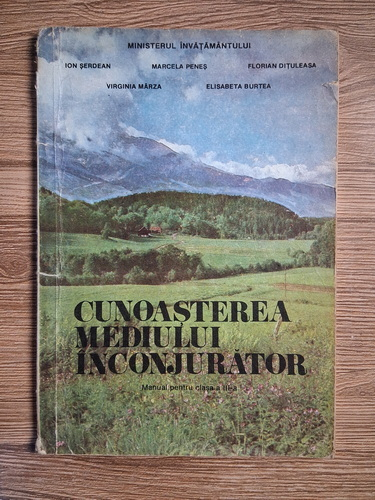 MINISTERUL ÎNVĂȚĂMÂNTULUI
ION ȘERDEAN MARCELA PENEȘ FLORIAN DIȚULEASA
VIRGINIA MÂRZA ELISABETA BURTEA
CUNOAȘTEREA
MEDIULUI
ÎNCONJURĂTOR
Manual pentru clasa a III-a